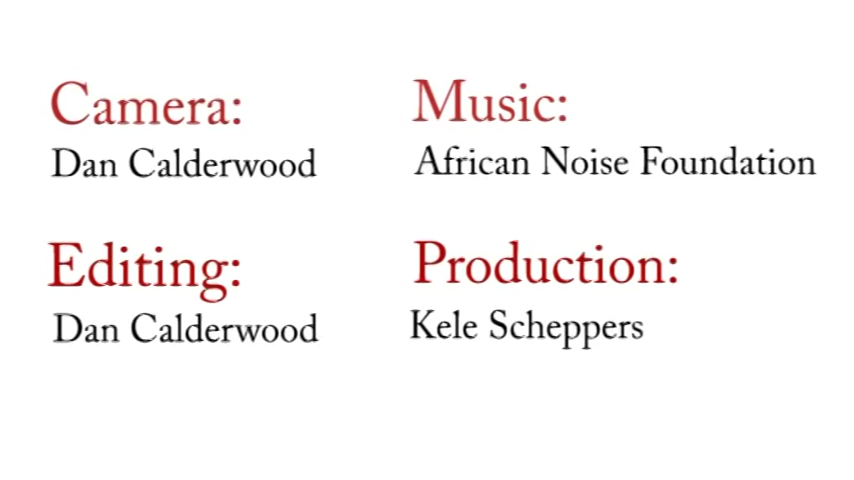 Camera:
Dan Calderwood
Music:
African Noise Foundation
Editing:
Dan Calderwood
Production:
Kele Scheppers